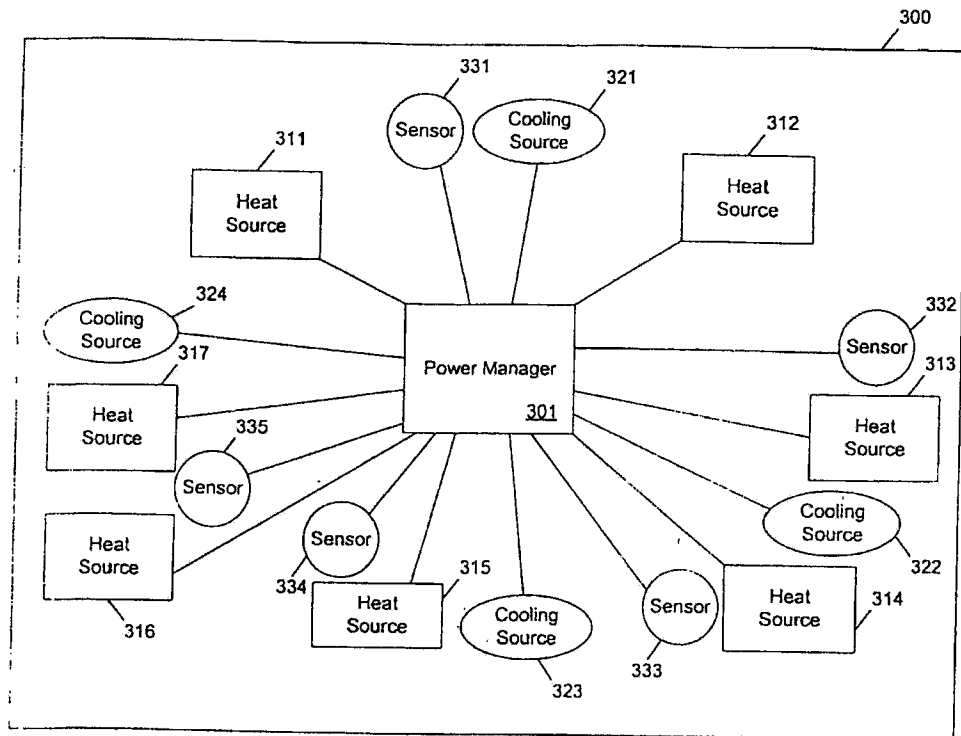 300
331
321
Sensor
Cooling
Source
311
312
Heat
Source
Heat
Source
324
Cooling
Source
332
Sensor
Power Manager
301
317
Heat
Source
313
Heat
Source
335
Sensor
Cooling
Source
322
Heat
Source
316
Sensor
334
315
Heat
Source
Cooling
Source
323
Sensor
333
Heat
Source
314